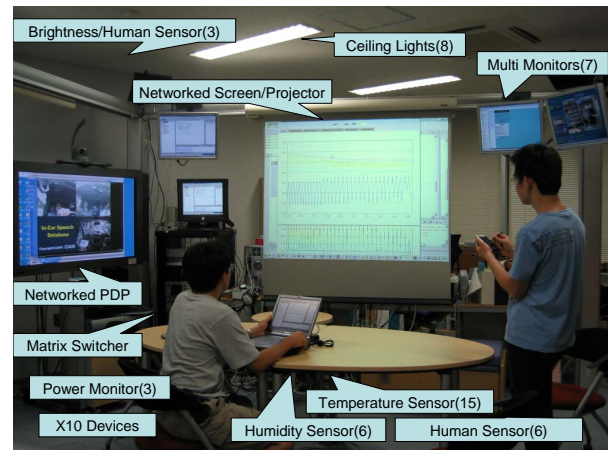 Brightness/Human Sensor(3)
Ceiling Lights(8)
Multi Monitors(7)
Networked Screen/Projector
In-Car Speech
Database
CIAIR
Networked PDP
Matrix Switcher
Power Monitor(3)
Temperature Sensor(15)
X10 Devices
Humidity Sensor(6)
Human Sensor(6)